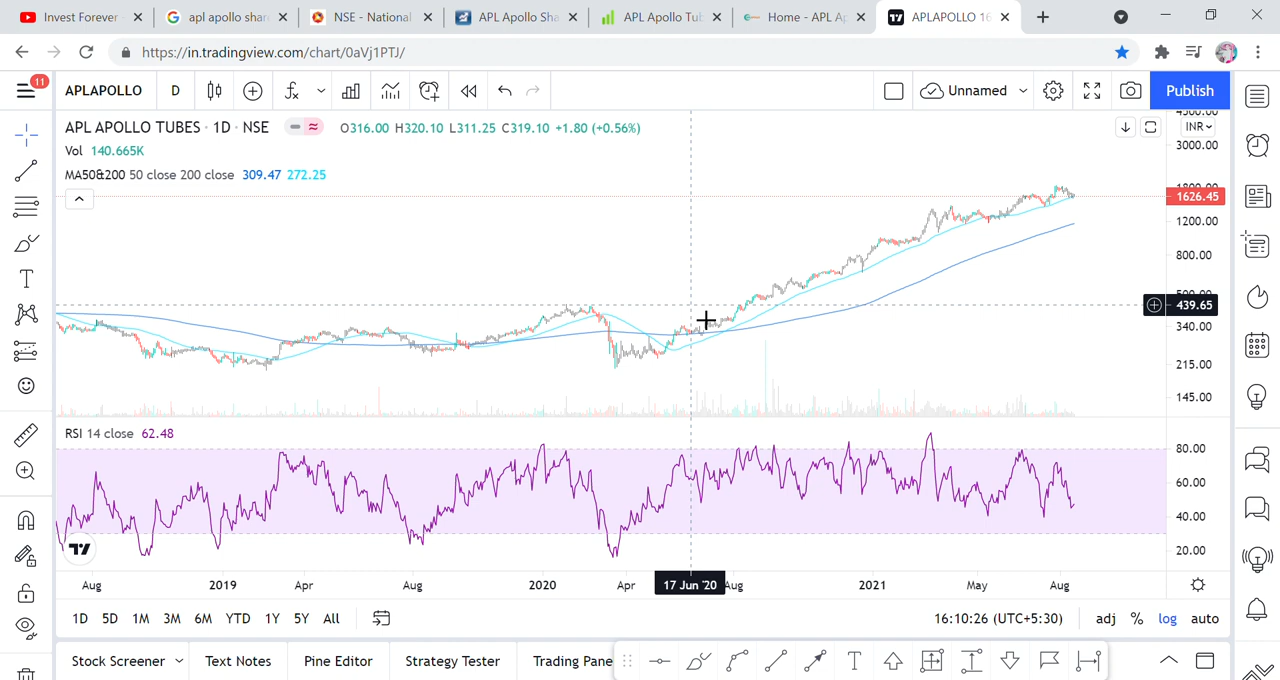 Invest Forever
apl apollo shar
NSE - National
APL Apollo Sha
APL Apollo Tub
Home - APL Ap
APLAPOLLO 16
https://in.tradingview.com/chart/0aVj1PTJ/
11
APLAPOLLO
D
Unnamed
Publish
APL APOLLO TUBES · 1D · NSE
O316.00 H320.10 L311.25 C319.10 +1.80 (+0.56%)
Vol 140.665K
MA50&200 50 close 200 close 309.47 272.25
INR
3000.00
1800.00
1626.45
1200.00
800.00
439.65
340.00
215.00
145.00
RSI 14 close 62.48
80.00
60.00
40.00
20.00
Aug 2019 Apr Aug 2020 Apr 17 Jun '20 Aug 2021 May Aug
1D 5D 1M 3M 6M YTD 1Y 5Y All
16:10:26 (UTC+5:30) adj % log auto
Stock Screener Text Notes Pine Editor Strategy Tester Trading Pane